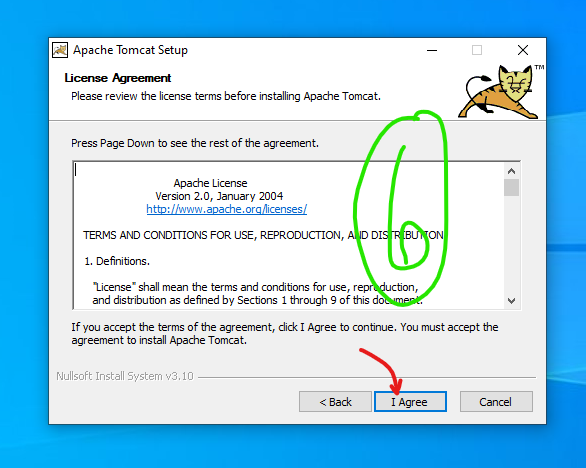 Apache Tomcat Setup
License Agreement
Please review the license terms before installing Apache Tomcat.
TM
Press Page Down to see the rest of the agreement.
Apache License
Version 2.0, January 2004
http://www.apache.org/licenses/
TERMS AND CONDITIONS FOR USE, REPRODUCTION, AND DISTRIBUTION
1. Definitions.
"License" shall mean the terms and conditions for use, reproduction,
and distribution as defined by Sections 1 through 9 of this document.
If you accept the terms of the agreement, click I Agree to continue. You must accept the
agreement to install Apache Tomcat.
Nullsoft Install System v3.10
< Back I Agree Cancel